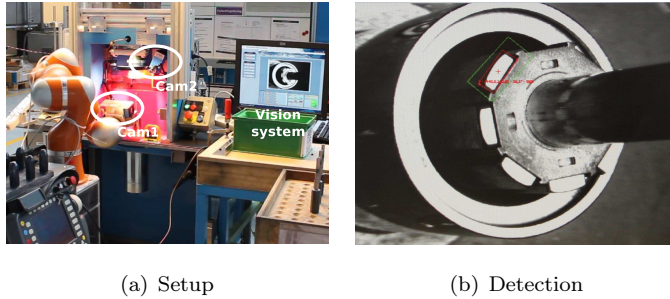 Cam2
Cam1
Vision
system
(a) Setup
(b) Detection